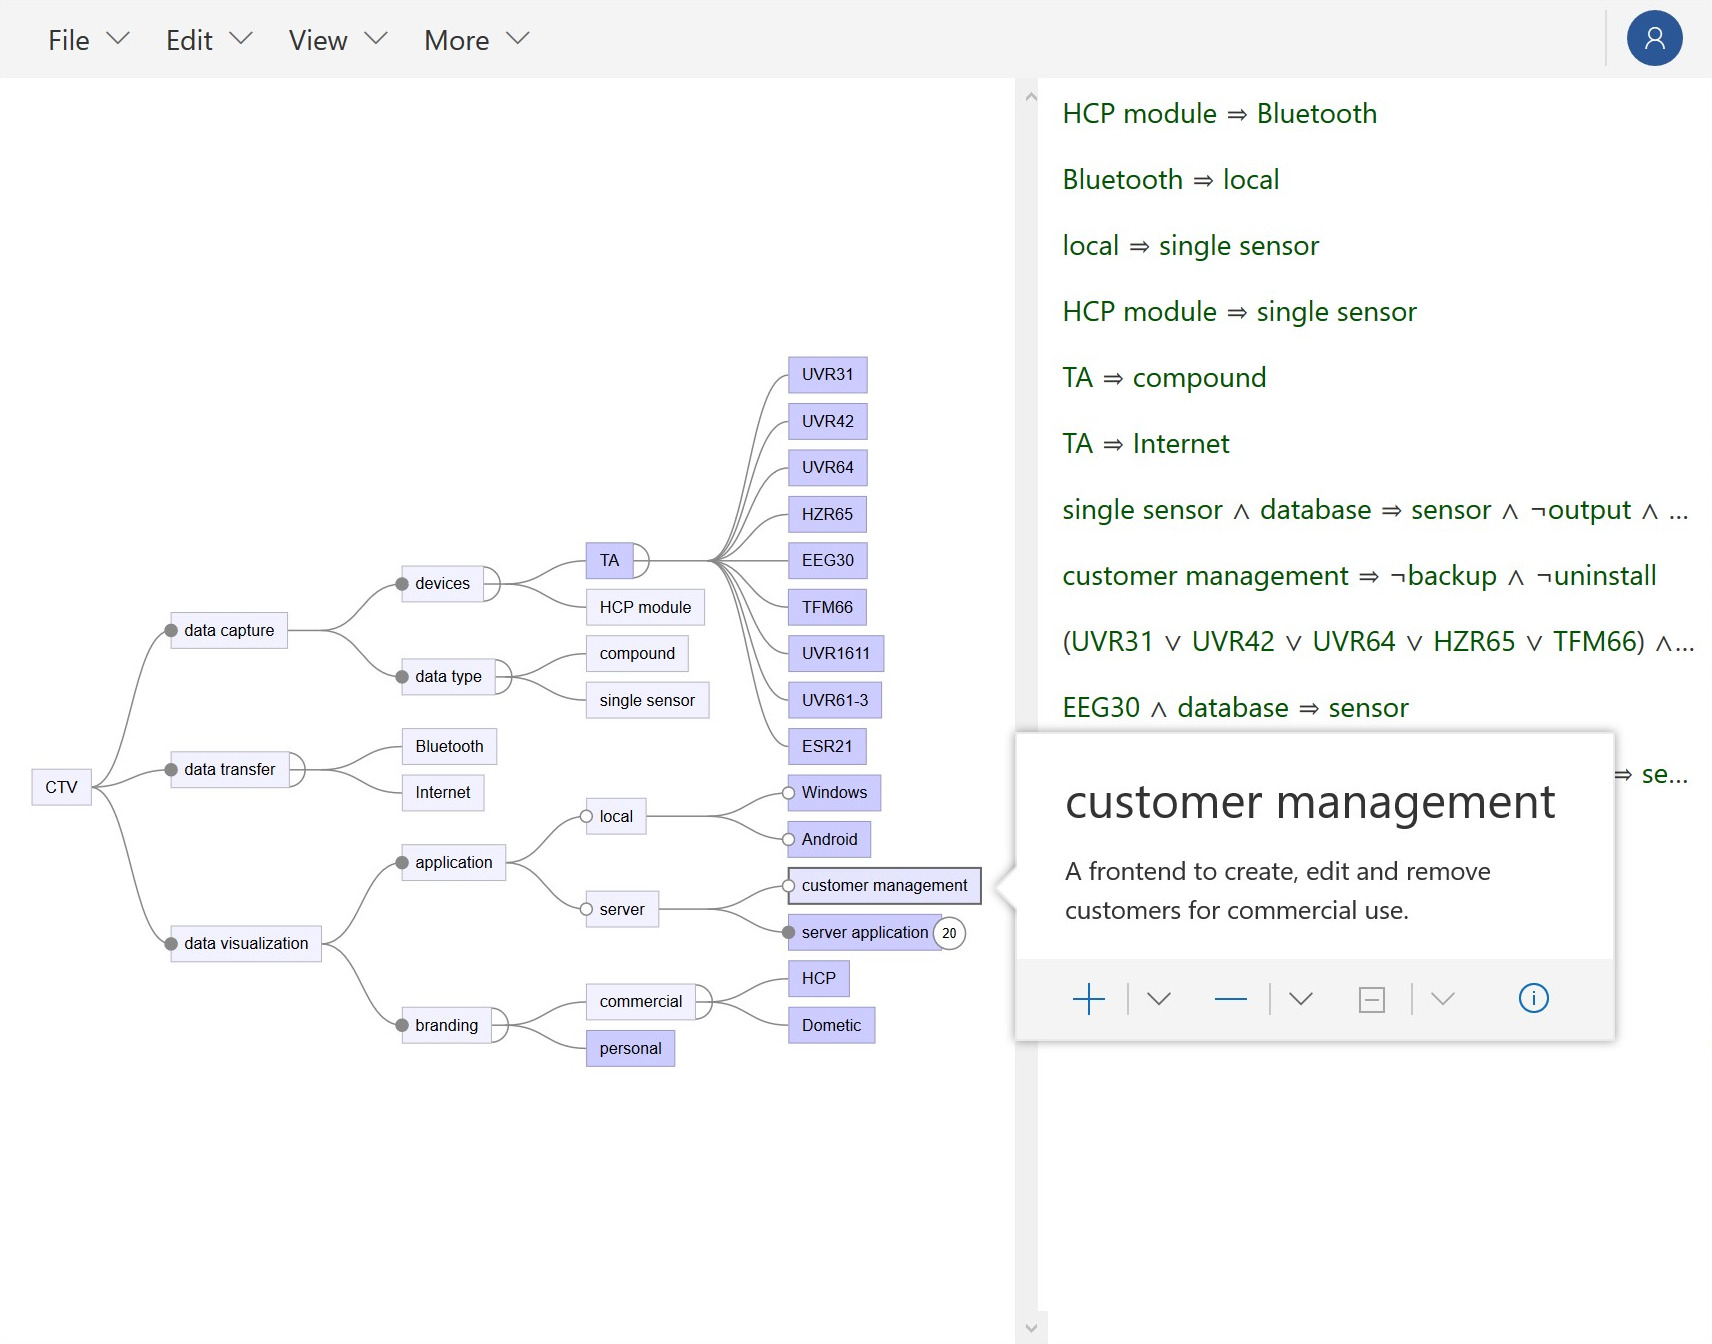 File
Edit
View
More
HCP module ⇒ Bluetooth
Bluetooth ⇒ local
local ⇒ single sensor
HCP module ⇒ single sensor
TA ⇒ compound
TA ⇒ Internet
single sensor ∧ database ⇒ sensor ∧ ¬output ∧ ...
customer management ⇒ ¬backup ∧ ¬uninstall
(UVR31 ∨ UVR42 ∨ UVR64 ∨ HZR65 ∨ TFM66) ∧...
EEG30 ∧ database ⇒ sensor
⇒ se...
CTV
data capture
devices
TA
UVR31
UVR42
UVR64
HZR65
EEG30
TFM66
UVR1611
UVR61-3
ESR21
HCP module
data type
compound
single sensor
data transfer
Bluetooth
Internet
data visualization
application
local
Windows
Android
server
customer management
server application
20
branding
commercial
HCP
Dometic
personal
customer management
A frontend to create, edit and remove
customers for commercial use.